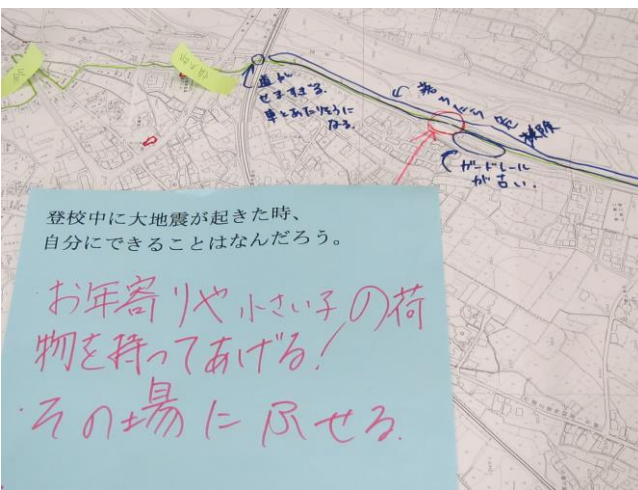 道が
せますぎる.
車とあたりそうに
なる.
危険
ガードレール
が古い.
登校中に大地震が起きた時、
自分にできることはなんだろう。
・お年寄りや小さい子の荷
物を持ってあげる!
・その場にふせる.